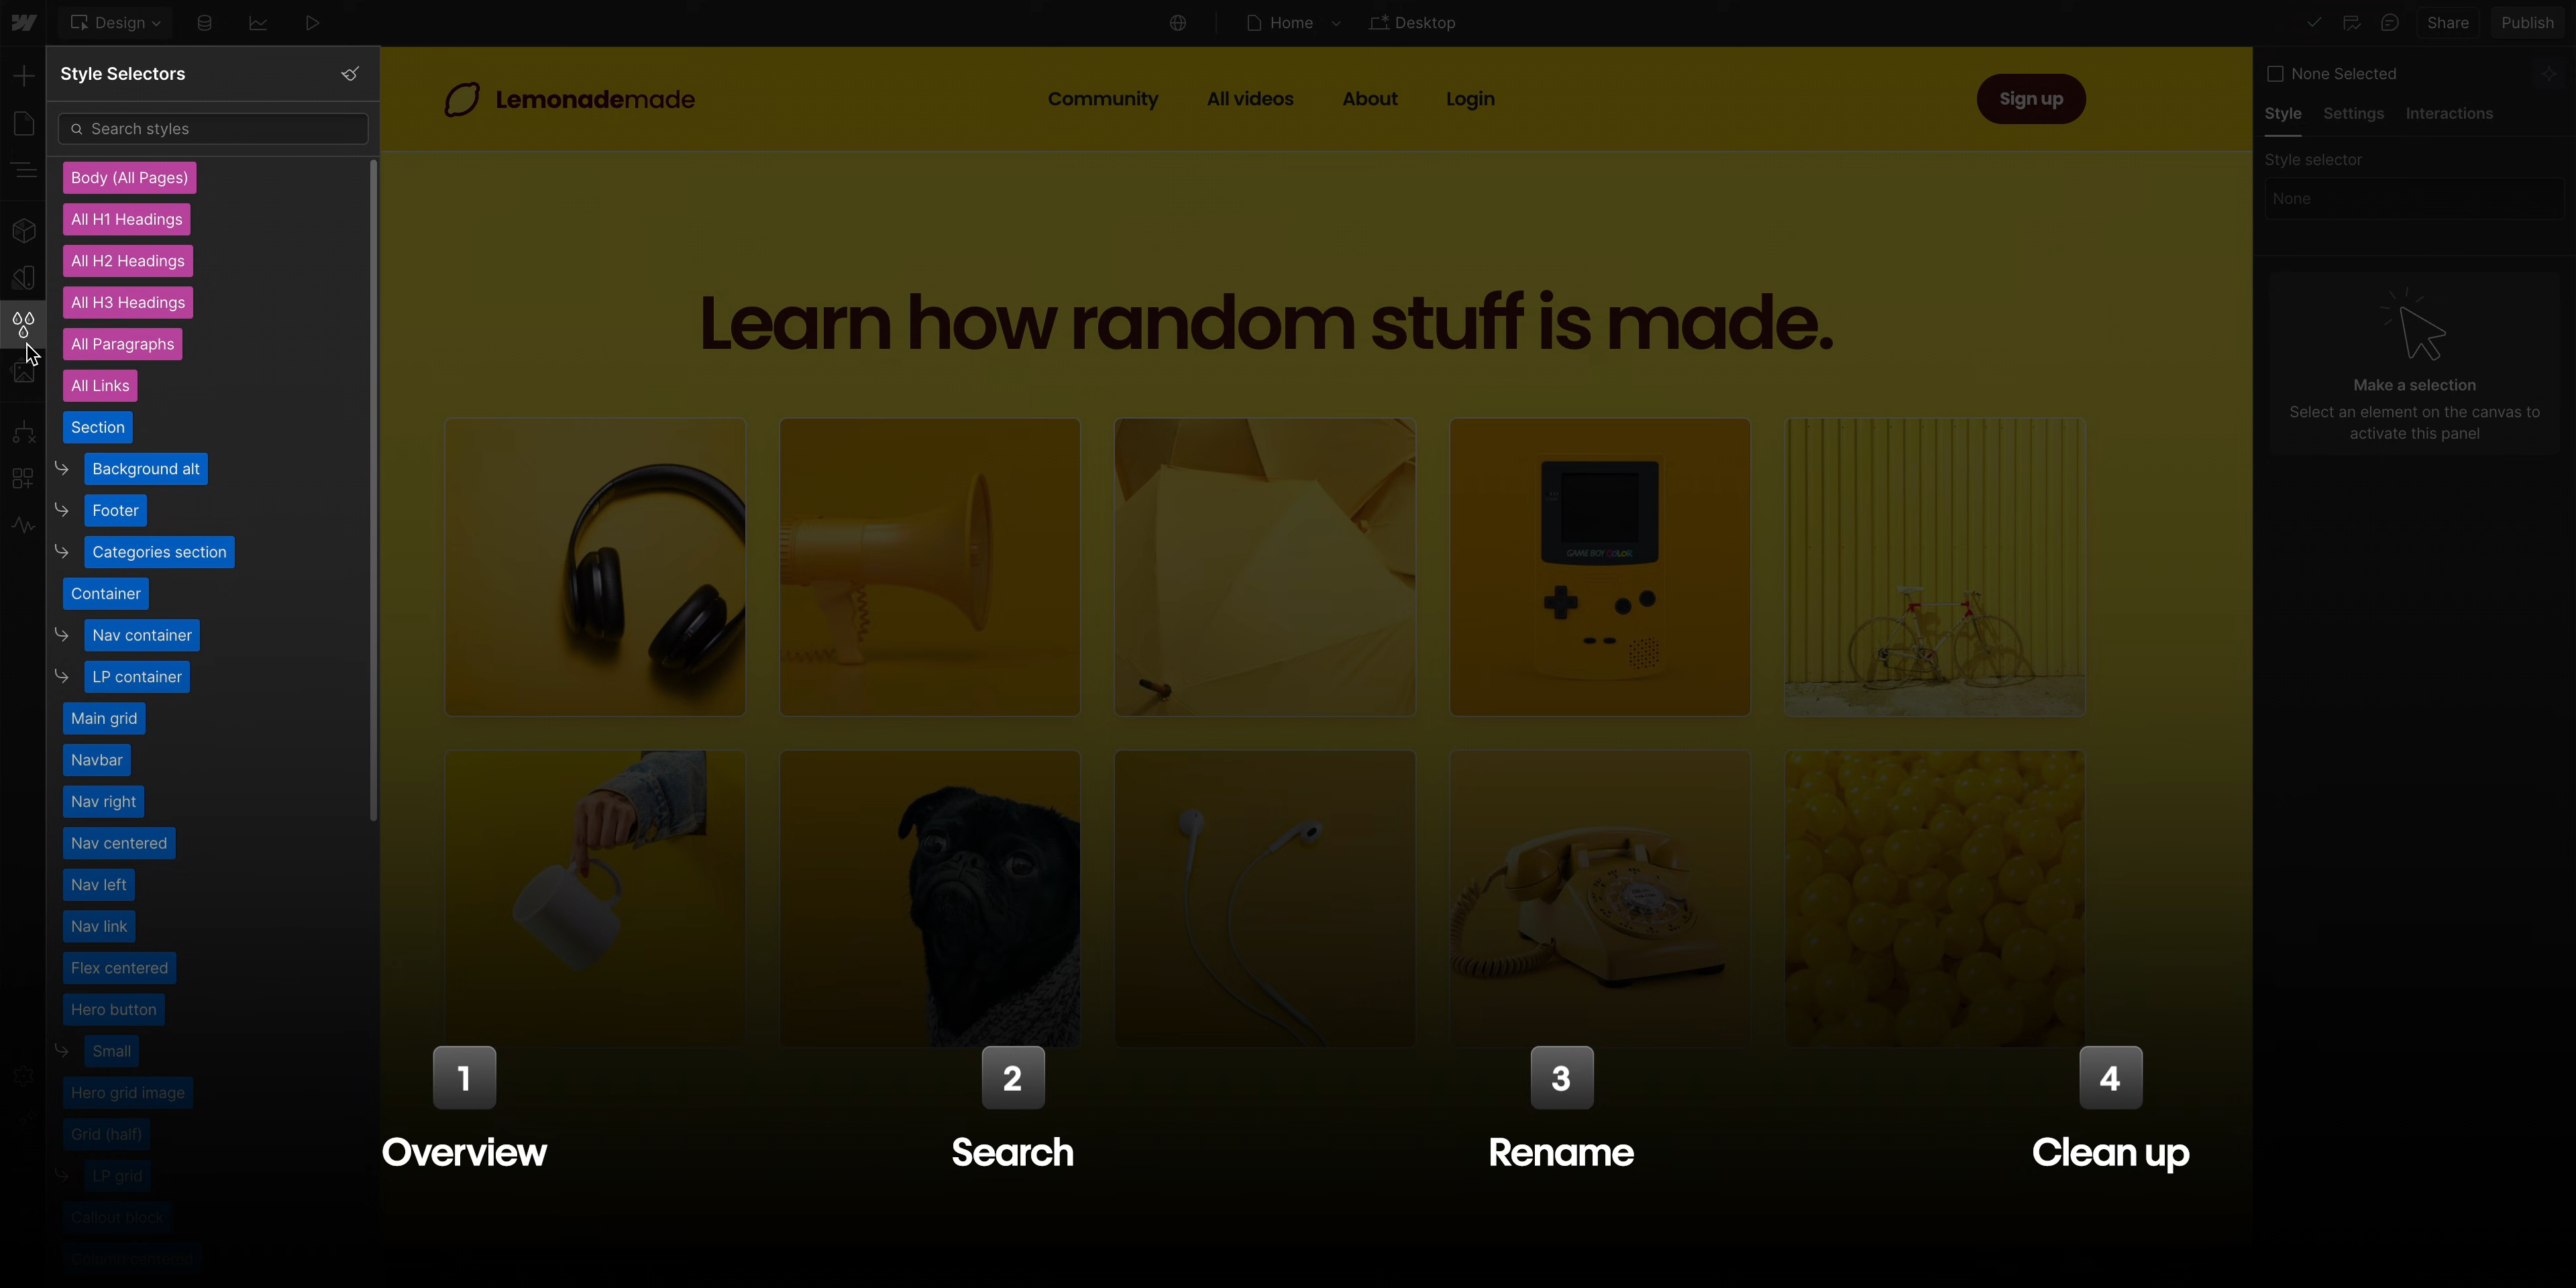 Design
Home
Desktop
Share
Publish
Style Selectors
Search styles
Body (All Pages)
All H1 Headings
All H2 Headings
All H3 Headings
All Paragraphs
All Links
Section
Background alt
Footer
Categories section
Container
Nav container
LP container
Main grid
Navbar
Nav right
Nav centered
Nav left
Nav link
Flex centered
Hero button
Small
Hero grid image
Grid (half)
LP grid
Callout block
Lemonademade
Community
All videos
About
Login
Sign up
Learn how random stuff is made.
GAME BOY COLOR
1
Overview
2
Search
3
Rename
4
Clean up
None Selected
Style
Settings
Interactions
Style selector
None
Make a selection
Select an element on the canvas to
activate this panel